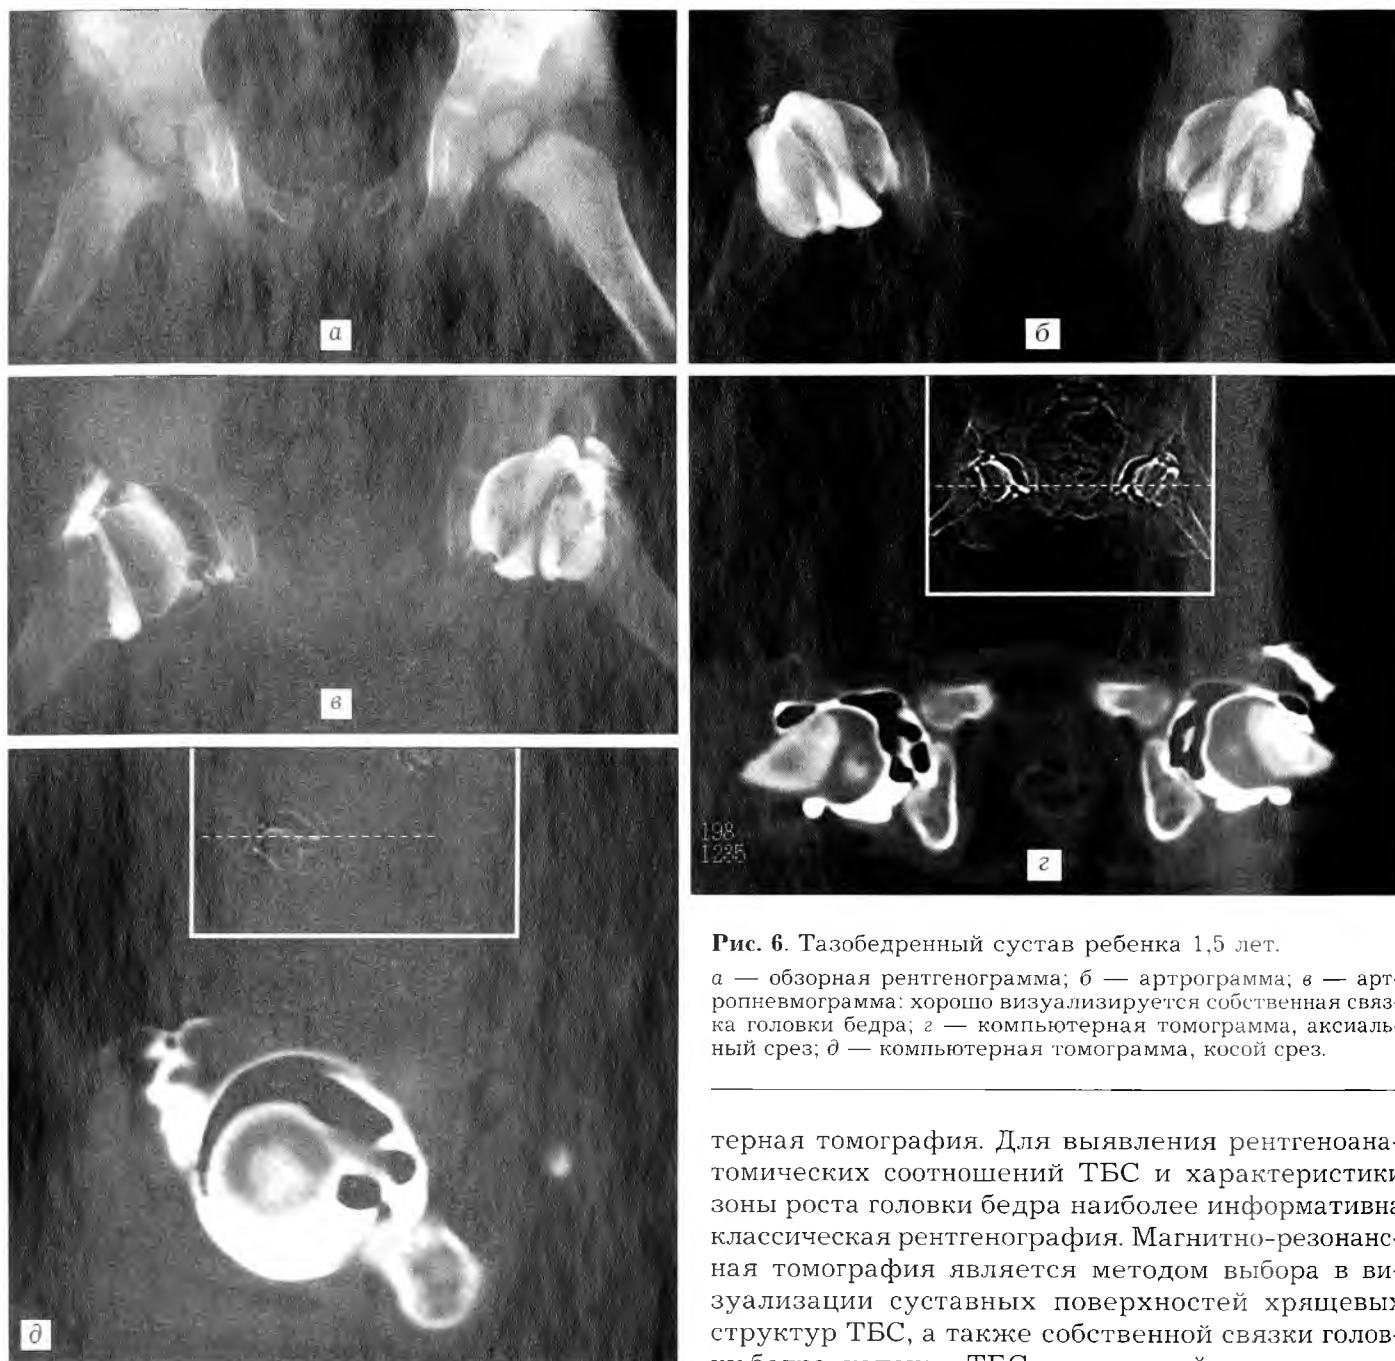 а
б
в
198
1235
г
д
Рис. 6. Тазобедренный сустав ребенка 1,5 лет.
а — обзорная рентгенограмма; б — артрограмма; в — арт-
ропневмограмма: хорошо визуализируется собственная связ-
ка головки бедра; г — компьютерная томограмма, аксиаль-
ный срез; д — компьютерная томограмма, косой срез.
терная томография. Для выявления рентгеноана-
томических соотношений ТБС и характеристики
зоны роста головки бедра наиболее информативна
классическая рентгенография. Магнитно-резонанс-
ная томография является методом выбора в ви-
зуализации суставных поверхностей хрящевых
структур ТБС, а также собственной связки голов-